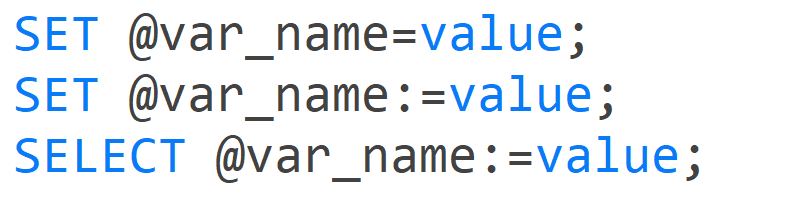 SET @var_name=value;
SET @var_name:=value;
SELECT @var_name:=value;